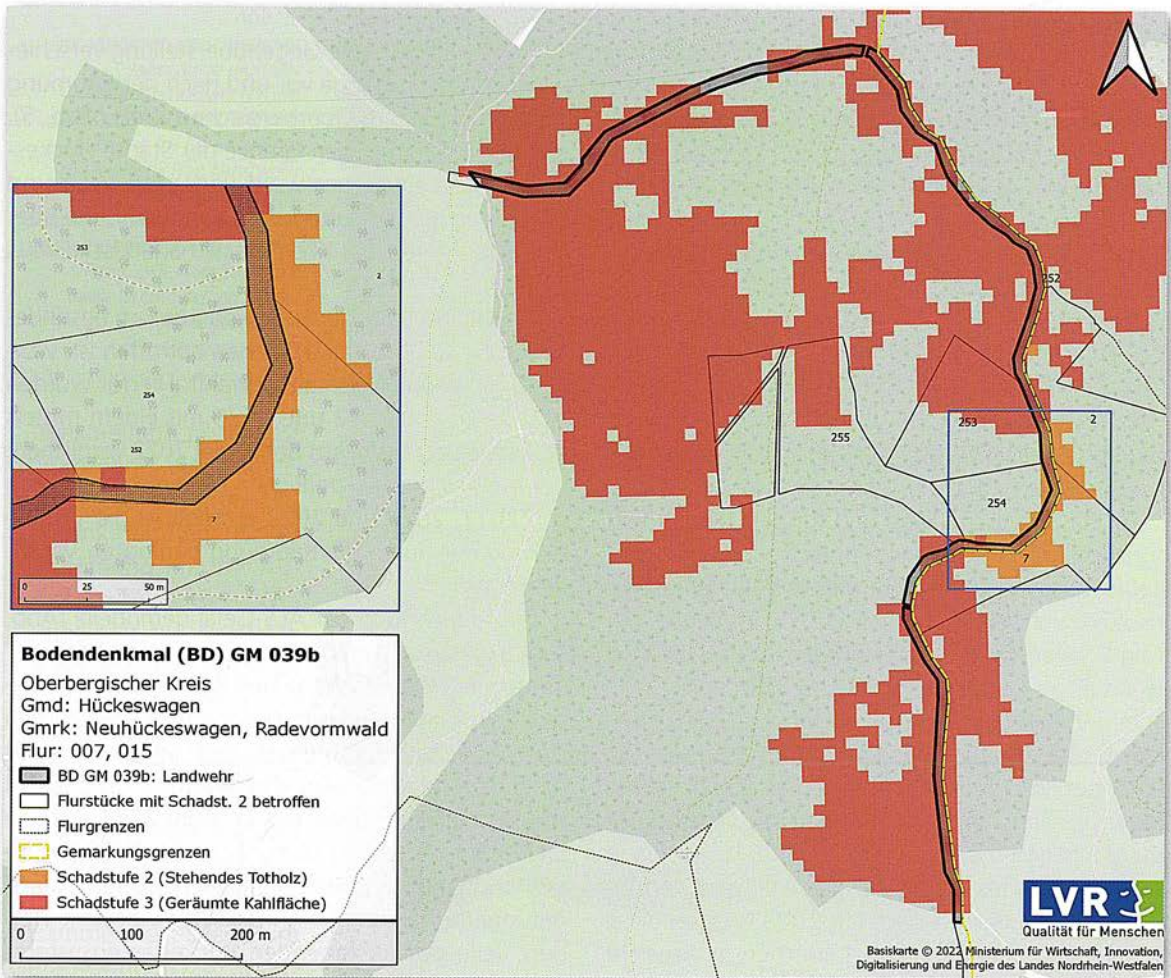 252
2
253
255
254
7
253
2
254
252
7
0 25 50 m
Bodendenkmal (BD) GM 039b
Oberbergischer Kreis
Gmd: Hückeswagen
Gmrk: Neuhückeswagen, Radevormwald
Flur: 007, 015
BD GM 039b: Landwehr
Flurstücke mit Schadst. 2 betroffen
Flurgrenzen
Gemarkungsgrenzen
Schadstufe 2 (Stehendes Totholz)
Schadstufe 3 (Geräumte Kahlfläche)
0 100 200 m
LVR
Qualität für Menschen
Basiskarte © 2022 Ministerium für Wirtschaft, Innovation,
Digitalisierung und Energie des Landes Nordrhein-Westfalen